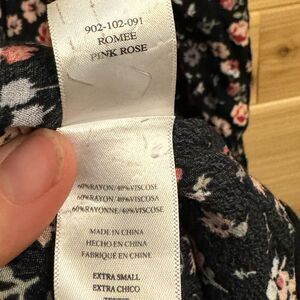 902-102-091
ROMEE
PINK ROSE
60%RAYON/40%VISCOSE
60%RAYON/40%VISCOSA
60%RAYONNE/40%VISCOSE
MADE IN CHINA
HECHO EN CHINA
FABRIQUÉ EN CHINE
EXTRA SMALL
EXTRA CHICO